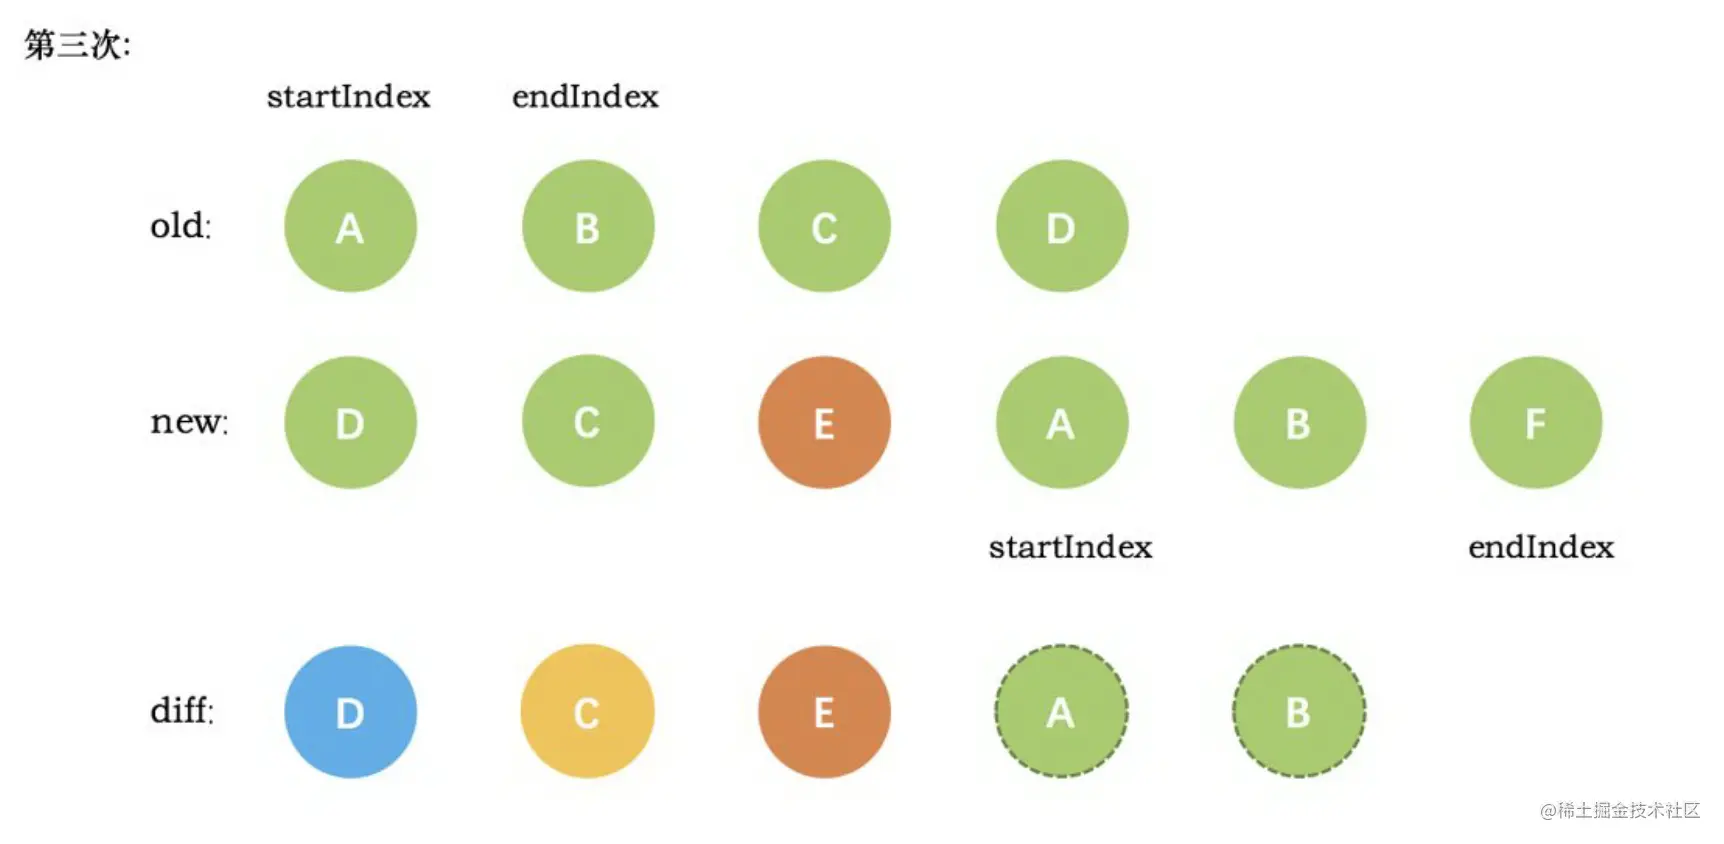 第三次:
startIndex endIndex
old: A B C D
new: D C E A B F
startIndex endIndex
diff: D C E A B
@稀土掘金技术社区